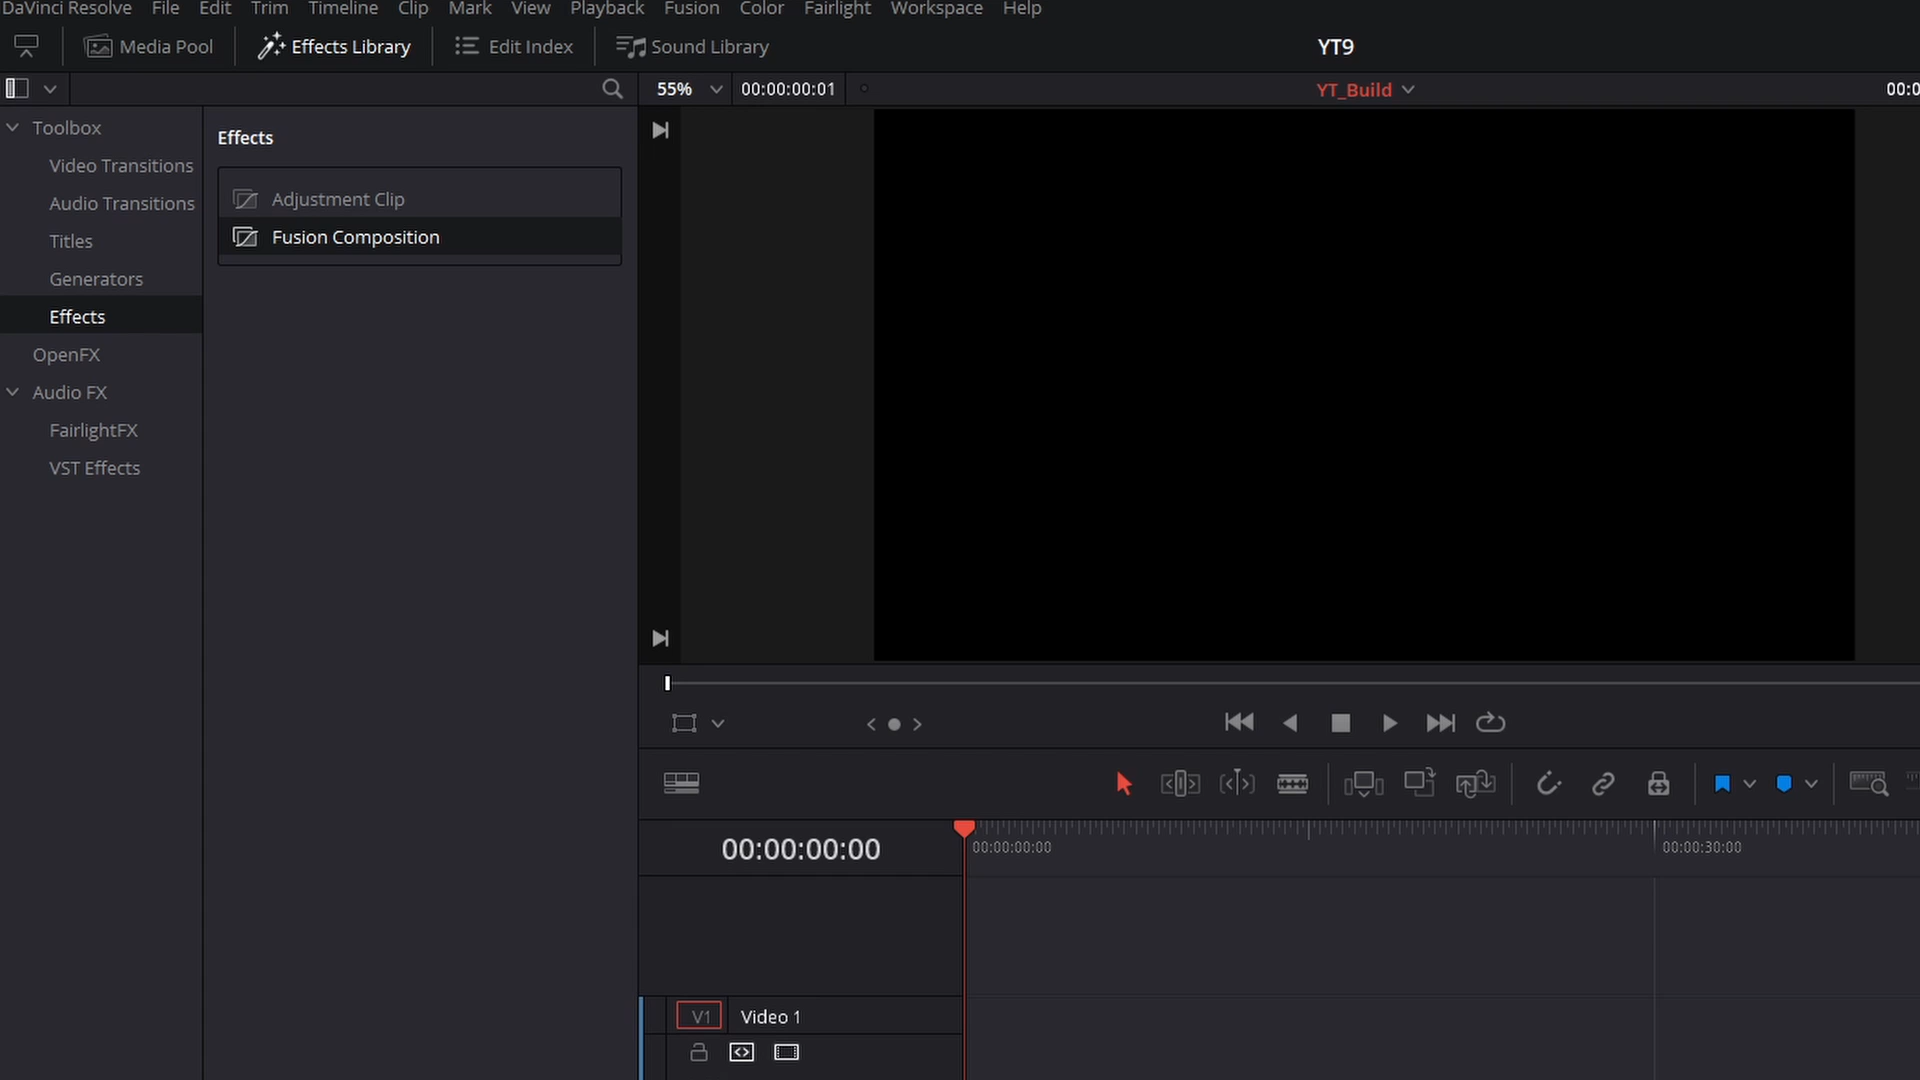 DaVinci Resolve File Edit Trim Timeline Clip Mark View Playback Fusion Color Fairlight Workspace Help
Media Pool Effects Library Edit Index Sound Library YT9
55% 00:00:00:01 YT_Build 00:0
Toolbox
Video Transitions
Audio Transitions
Titles
Generators
Effects
OpenFX
Audio FX
FairlightFX
VST Effects
Effects
Adjustment Clip
Fusion Composition
00:00:00:00
00:00:00:00
00:00:30:00
V1 Video 1